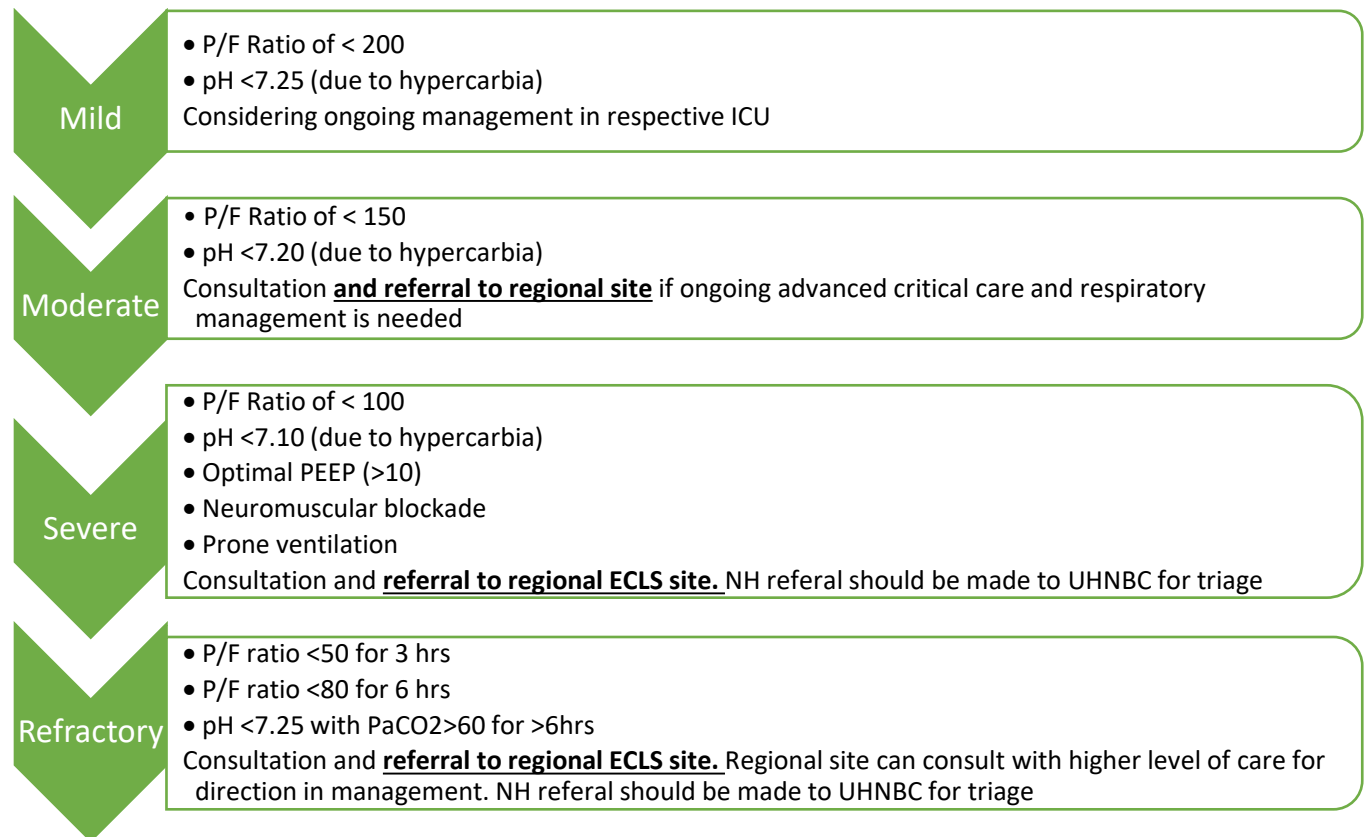 Mild
• P/F Ratio of < 200
• pH <7.25 (due to hypercarbia)
Considering ongoing management in respective ICU
Moderate
• P/F Ratio of < 150
• pH <7.20 (due to hypercarbia)
Consultation and referral to regional site if ongoing advanced critical care and respiratory
management is needed
Severe
• P/F Ratio of < 100
• pH <7.10 (due to hypercarbia)
• Optimal PEEP (>10)
• Neuromuscular blockade
• Prone ventilation
Consultation and referral to regional ECLS site. NH referal should be made to UHNBC for triage
Refractory
• P/F ratio <50 for 3 hrs
• P/F ratio <80 for 6 hrs
• pH <7.25 with PaCO2>60 for >6hrs
Consultation and referral to regional ECLS site. Regional site can consult with higher level of care for
direction in management. NH referal should be made to UHNBC for triage